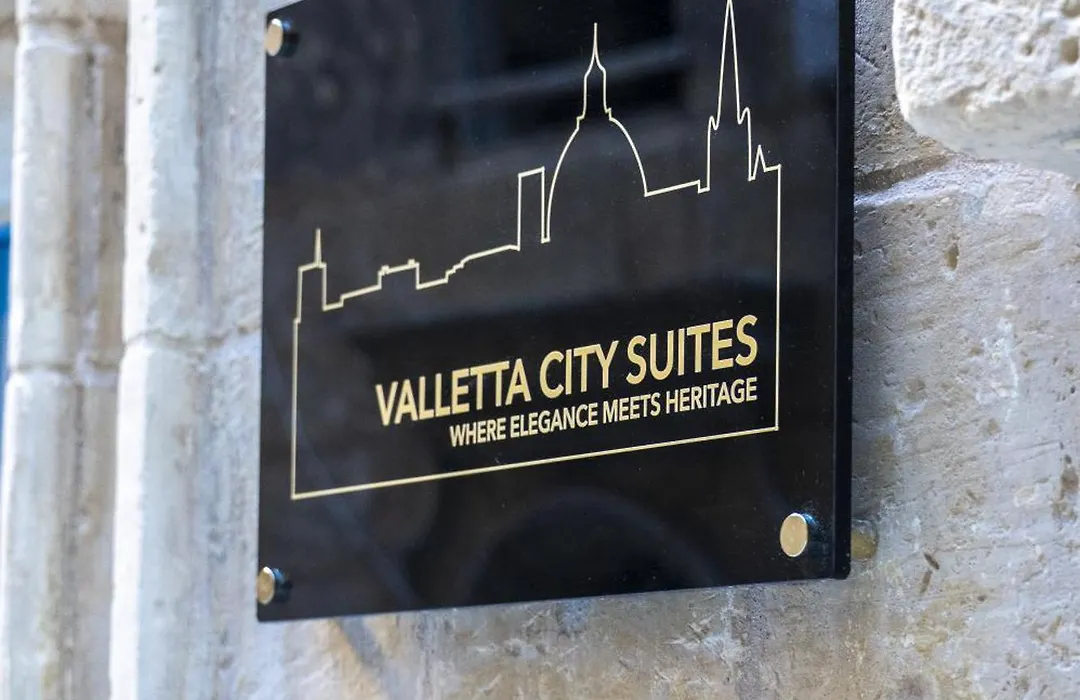 VALLETTA CITY SUITES
WHERE ELEGANCE MEETS HERITAGE